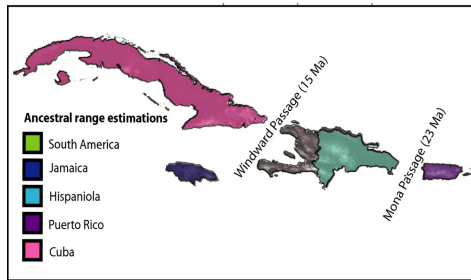 Windward Passage (15 Ma)
Mona Passage (23 Ma)
Ancestral range estimations
South America
Jamaica
Hispaniola
Puerto Rico
Cuba